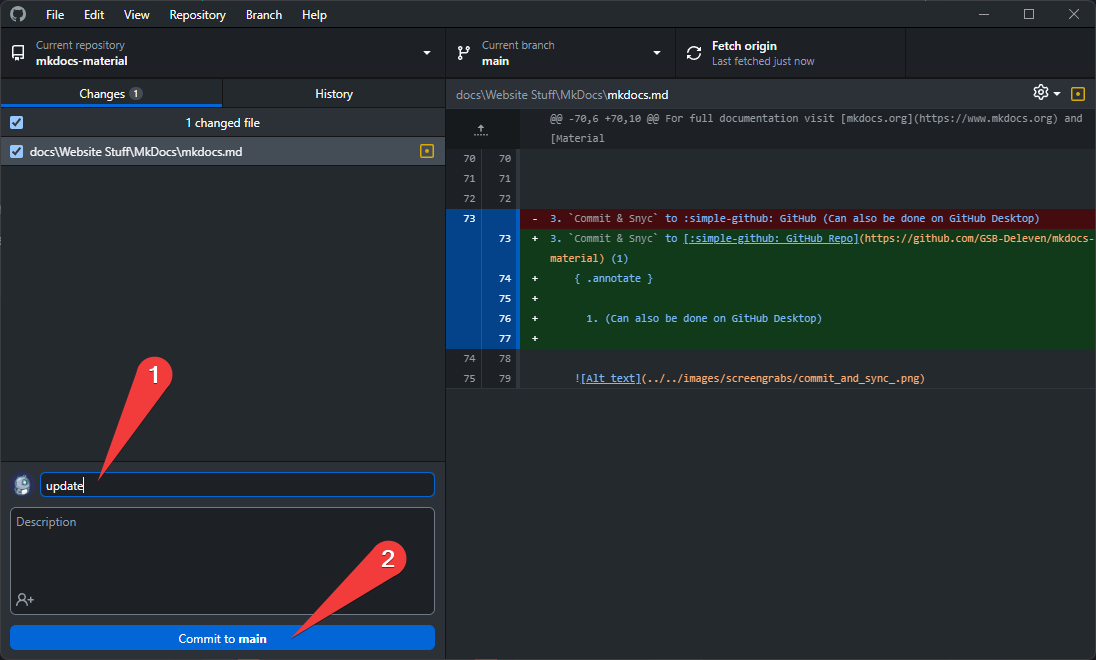 File Edit View Repository Branch Help
Current repository
mkdocs-material
Current branch
main
Fetch origin
Last fetched just now
Changes 1 History
1 changed file
docs\Website Stuff\MkDocs\mkdocs.md
docs\Website Stuff\MkDocs\mkdocs.md
@@ -70,6 +70,10 @@ For full documentation visit [mkdocs.org](https://www.mkdocs.org) and
[Material
70 70
71 71
72 72
73 - 3. `Commit & Snyc` to :simple-github: GitHub (Can also be done on GitHub Desktop)
73 + 3. `Commit & Snyc` to [:simple-github: GitHub Repo](https://github.com/GSB-Deleven/mkdocs-
material) (1)
74 + { .annotate }
75 +
76 + 1. (Can also be done on GitHub Desktop)
77 +
74 78
75 79 ![Alt text](../../images/screengrabs/commit_and_sync_.png)
1
update
Description
2
Commit to main